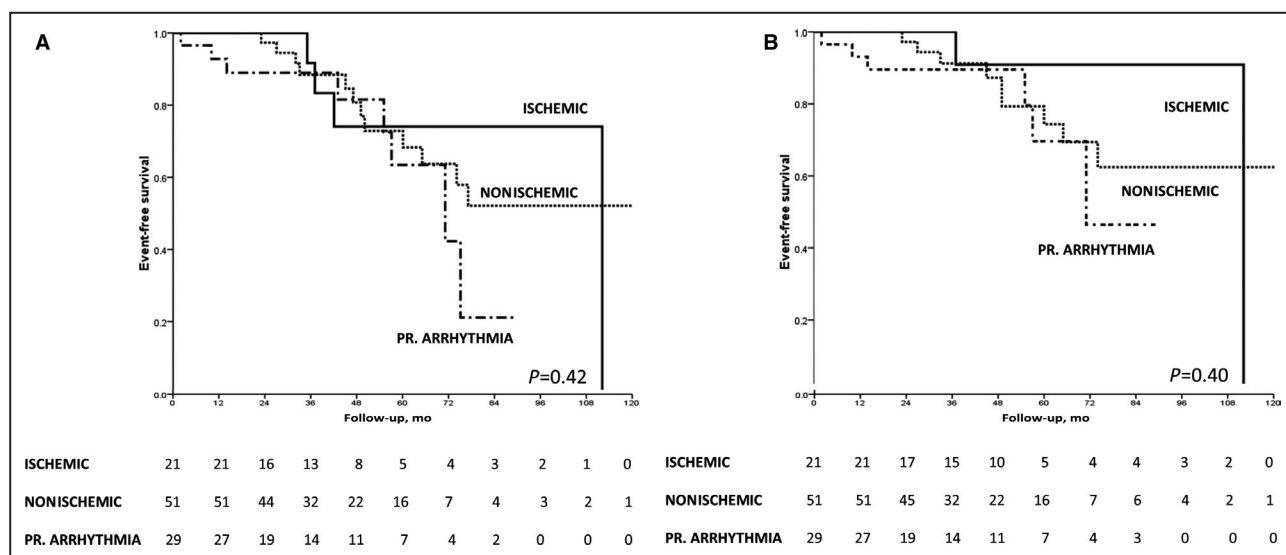 A
1.0
0.8
0.6
0.4
0.2
0.0
Event-free survival
ISCHEMIC
NONISCHEMIC
PR. ARRHYTHMIA
P=0.42
0 12 24 36 48 60 72 84 96 108 120
Follow-up, mo
ISCHEMIC 21 21 16 13 8 5 4 3 2 1 0
NONISCHEMIC 51 51 44 32 22 16 7 4 3 2 1
PR. ARRHYTHMIA 29 27 19 14 11 7 4 2 0 0 0
B
1.0
0.8
0.6
0.4
0.2
0.0
Event-free survival
ISCHEMIC
NONISCHEMIC
PR. ARRHYTHMIA
P=0.40
0 12 24 36 48 60 72 84 96 108 120
Follow-up, mo
ISCHEMIC 21 21 17 15 10 5 4 4 3 2 0
NONISCHEMIC 51 51 45 32 22 16 7 6 4 2 1
PR. ARRHYTHMIA 29 27 19 14 11 7 4 3 0 0 0